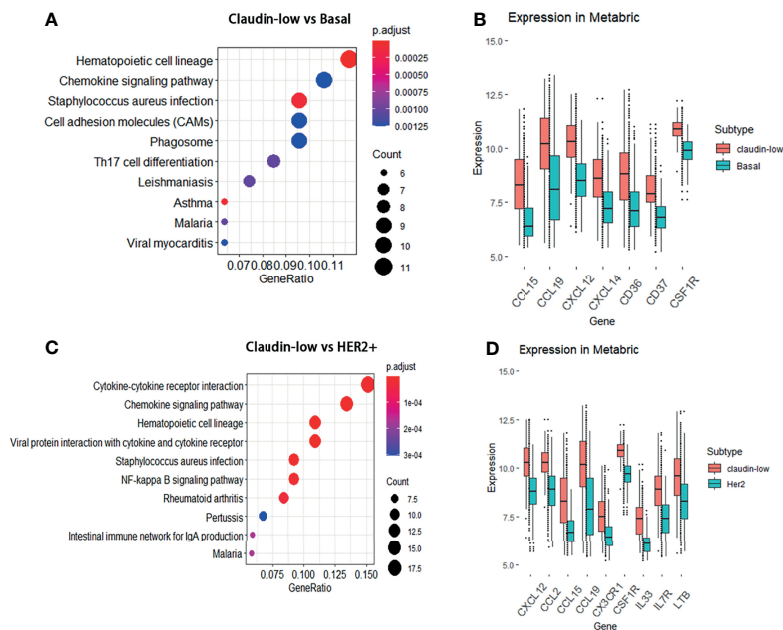 A
Claudin-low vs Basal
Hematopoietic cell lineage
Chemokine signaling pathway
Staphylococcus aureus infection
Cell adhesion molecules (CAMs)
Phagosome
Th17 cell differentiation
Leishmaniasis
Asthma
Malaria
Viral myocarditis
0.070.080.090.100.11
GeneRatio
p.adjust
0.00025
0.00050
0.00075
0.00100
0.00125
Count
6
7
8
9
10
11
B
Expression in Metabric
15.0
12.5
10.0
7.5
5.0
Expression
CCL15
CCL19
CXCL12
CXCL14
CD36
CD37
CSF1R
Gene
Subtype
claudin-low
Basal
C
Claudin-low vs HER2+
Cytokine-cytokine receptor interaction
Chemokine signaling pathway
Hematopoietic cell lineage
Viral protein interaction with cytokine and cytokine receptor
Staphylococcus aureus infection
NF-kappa B signaling pathway
Rheumatoid arthritis
Pertussis
Intestinal immune network for IgA production
Malaria
0.075
0.100
0.125
0.150
GeneRatio
p.adjust
1e-04
2e-04
3e-04
Count
7.5
10.0
12.5
15.0
17.5
D
Expression in Metabric
15.0
12.5
10.0
7.5
5.0
Expression
CXCL12
CCL2
CCL15
CCL19
CX3CR1
CSF1R
IL33
IL7R
LTB
Gene
Subtype
claudin-low
Her2